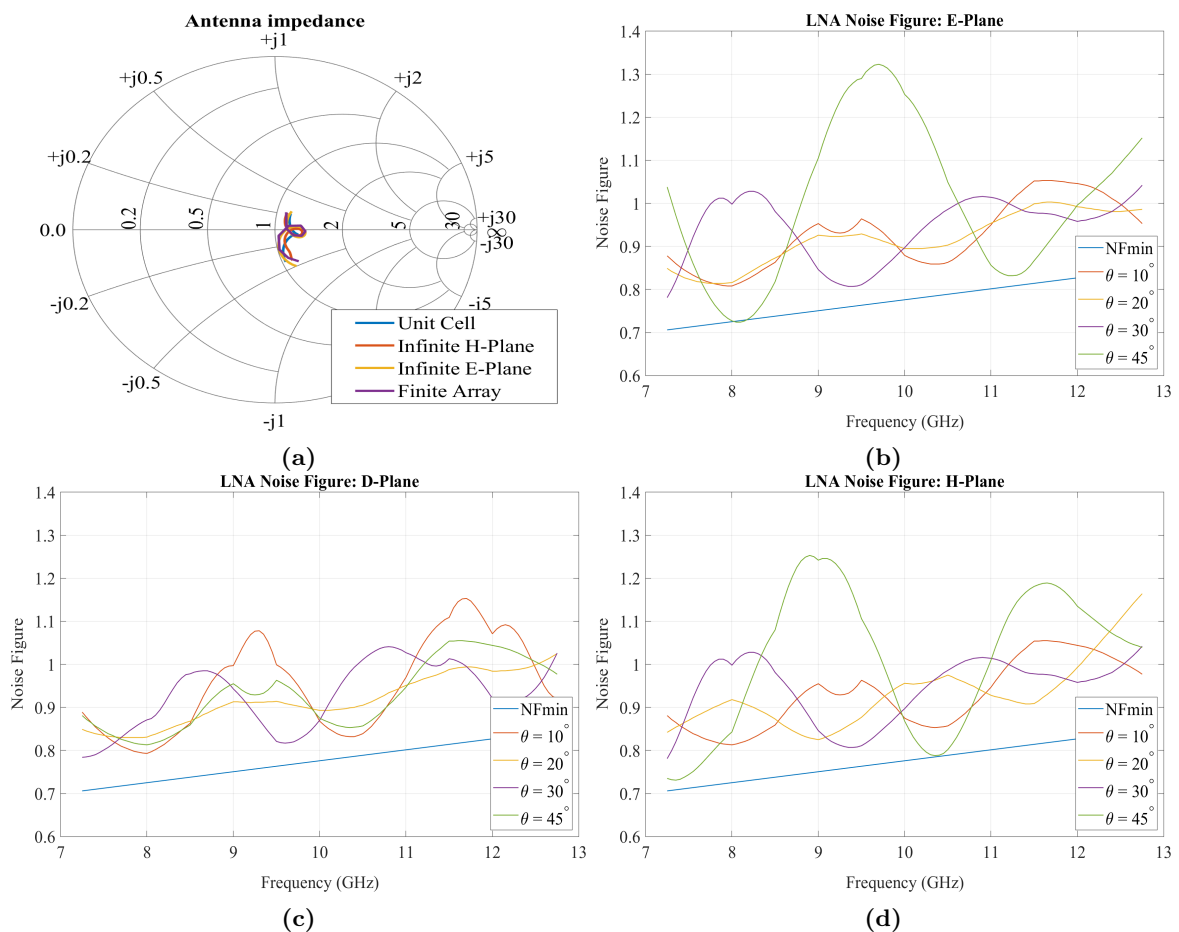 Antenna impedance
+j1
+j0.5
+j2
+j0.2
+j5
0.0
0.2
0.5
1
2
5
30
+j30
∞
-j30
-j0.2
-j5
-j0.5
-j1
Unit Cell
Infinite H-Plane
Infinite E-Plane
Finite Array
(a)
LNA Noise Figure: E-Plane
1.4
1.3
1.2
1.1
1
0.9
0.8
0.7
0.6
Noise Figure
7 8 9 10 11 12 13
Frequency (GHz)
NFmin
θ = 10°
θ = 20°
θ = 30°
θ = 45°
(b)
LNA Noise Figure: D-Plane
1.4
1.3
1.2
1.1
1
0.9
0.8
0.7
0.6
Noise Figure
7 8 9 10 11 12 13
Frequency (GHz)
NFmin
θ = 10°
θ = 20°
θ = 30°
θ = 45°
(c)
LNA Noise Figure: H-Plane
1.4
1.3
1.2
1.1
1
0.9
0.8
0.7
0.6
Noise Figure
7 8 9 10 11 12 13
Frequency (GHz)
NFmin
θ = 10°
θ = 20°
θ = 30°
θ = 45°
(d)